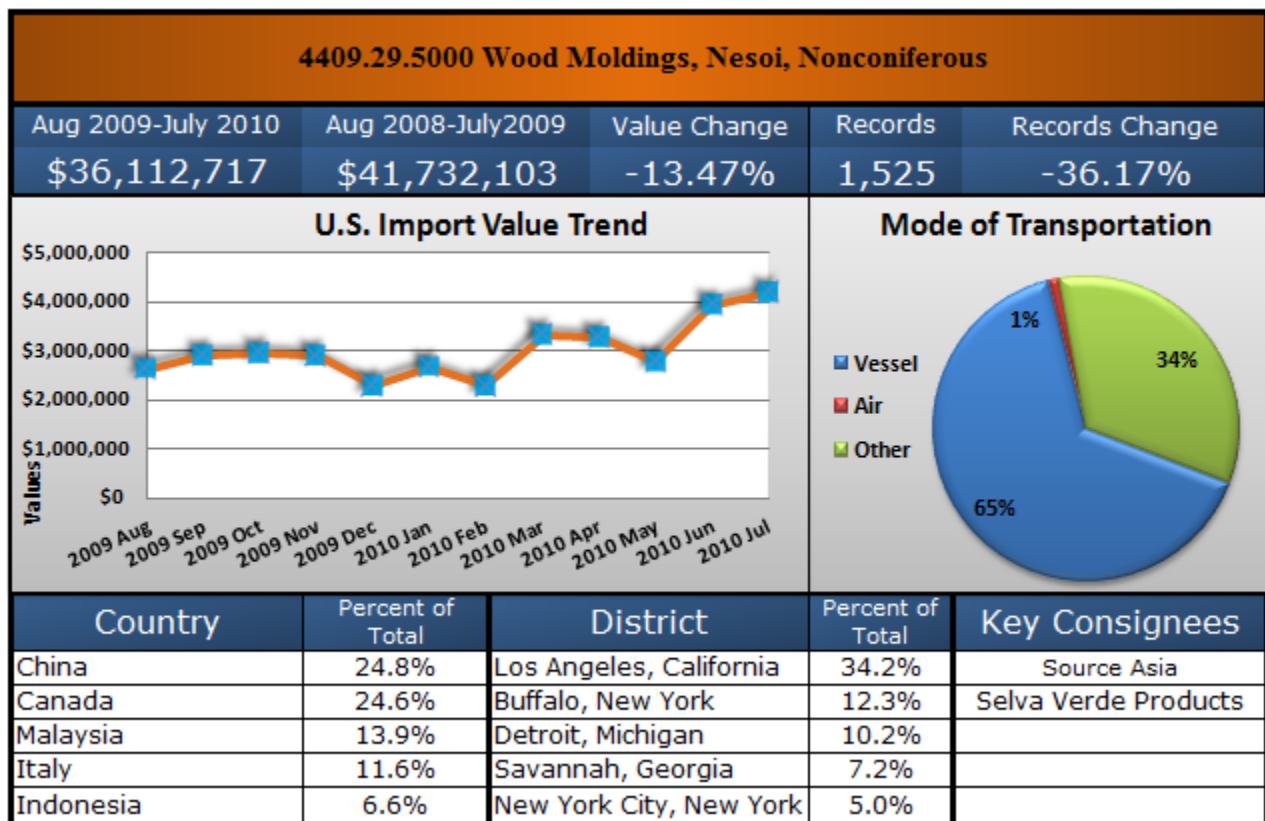 4409.29.5000 Wood Moldings, Nesoi, Nonconiferous
Aug 2009-July 2010 Aug 2008-July2009 Value Change Records Records Change
$36,112,717 $41,732,103 -13.47% 1,525 -36.17%
U.S. Import Value Trend
$5,000,000
$4,000,000
$3,000,000
$2,000,000
$1,000,000
$0
Values
2009 Aug 2009 Sep 2009 Oct 2009 Nov 2009 Dec 2010 Jan 2010 Feb 2010 Mar 2010 Apr 2010 May 2010 Jun 2010 Jul
Mode of Transportation
Vessel
Air
Other
1%
34%
65%
Country Percent of Total District Percent of Total Key Consignees
China 24.8% Los Angeles, California 34.2% Source Asia
Canada 24.6% Buffalo, New York 12.3% Selva Verde Products
Malaysia 13.9% Detroit, Michigan 10.2%
Italy 11.6% Savannah, Georgia 7.2%
Indonesia 6.6% New York City, New York 5.0%